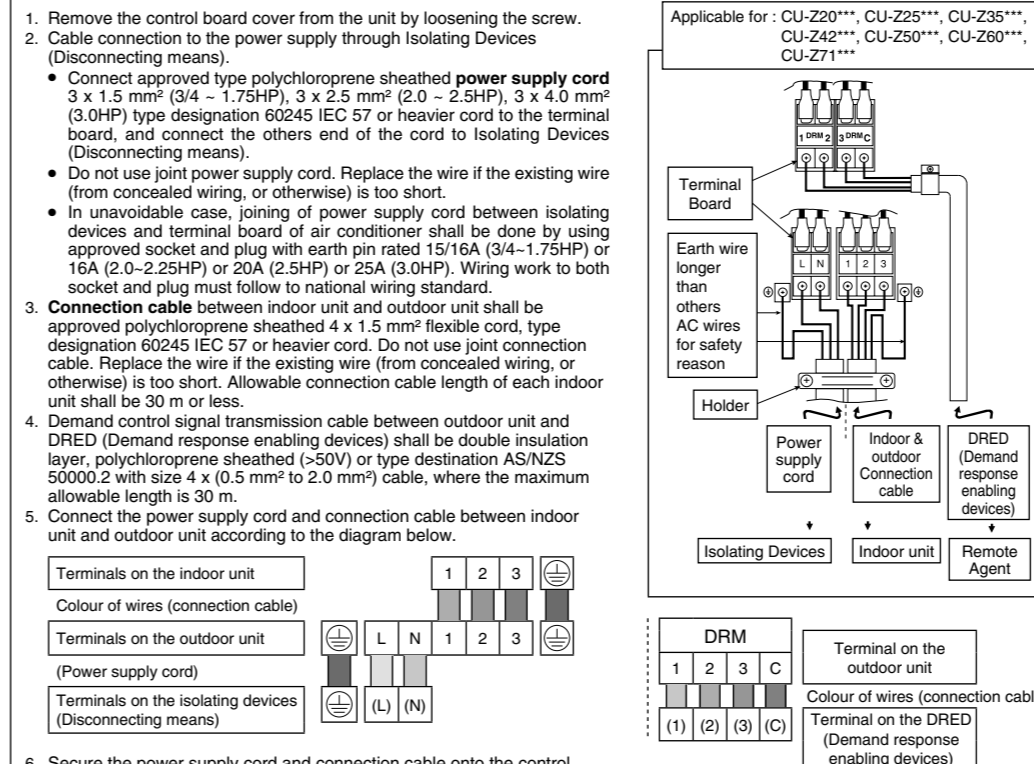 1. Remove the control board cover from the unit by loosening the screw.
2. Cable connection to the power supply through Isolating Devices
(Disconnecting means).
• Connect approved type polychloroprene sheathed power supply cord
3 x 1.5 mm² (3/4 ~ 1.75HP), 3 x 2.5 mm² (2.0 ~ 2.5HP), 3 x 4.0 mm²
(3.0HP) type designation 60245 IEC 57 or heavier cord to the terminal
board, and connect the others end of the cord to Isolating Devices
(Disconnecting means).
• Do not use joint power supply cord. Replace the wire if the existing wire
(from concealed wiring, or otherwise) is too short.
• In unavoidable case, joining of power supply cord between isolating
devices and terminal board of air conditioner shall be done by using
approved socket and plug with earth pin rated 15/16A (3/4~1.75HP) or
16A (2.0~2.25HP) or 20A (2.5HP) or 25A (3.0HP). Wiring work to both
socket and plug must follow to national wiring standard.
3. Connection cable between indoor unit and outdoor unit shall be
approved polychloroprene sheathed 4 x 1.5 mm² flexible cord, type
designation 60245 IEC 57 or heavier cord. Do not use joint connection
cable. Replace the wire if the existing wire (from concealed wiring, or
otherwise) is too short. Allowable connection cable length of each indoor
unit shall be 30 m or less.
4. Demand control signal transmission cable between outdoor unit and
DRED (Demand response enabling devices) shall be double insulation
layer, polychloroprene sheathed (>50V) or type destination AS/NZS
50000.2 with size 4 x (0.5 mm² to 2.0 mm²) cable, where the maximum
allowable length is 30 m.
5. Connect the power supply cord and connection cable between indoor
unit and outdoor unit according to the diagram below.
Terminals on the indoor unit
1 2 3
Colour of wires (connection cable)
Terminals on the outdoor unit
L N 1 2 3
(Power supply cord)
Terminals on the isolating devices
(Disconnecting means)
(L) (N)
6. Secure the power supply cord and connection cable onto the control
Applicable for : CU-Z20***, CU-Z25***, CU-Z35***,
CU-Z42***, CU-Z50***, CU-Z60***,
CU-Z71***
1 DRM 2 3 DRM C
Terminal
Board
L N 1 2 3
Earth wire
longer
than
others
AC wires
for safety
reason
Holder
Power
supply
cord
Indoor &
outdoor
Connection
cable
DRED
(Demand
response
enabling
devices)
Isolating Devices
Indoor unit
Remote
Agent
DRM
1 2 3 C
Terminal on the
outdoor unit
Colour of wires (connection cabl
(1) (2) (3) (C)
Terminal on the DRED
(Demand response
enabling devices)